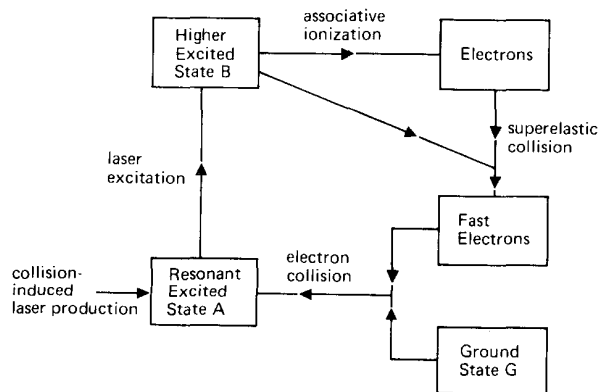 associative
ionization
Higher
Excited
State B
Electrons
superelastic
collision
laser
excitation
Fast
Electrons
electron
collision
collision-
induced
laser production
Resonant
Excited
State A
Ground
State G